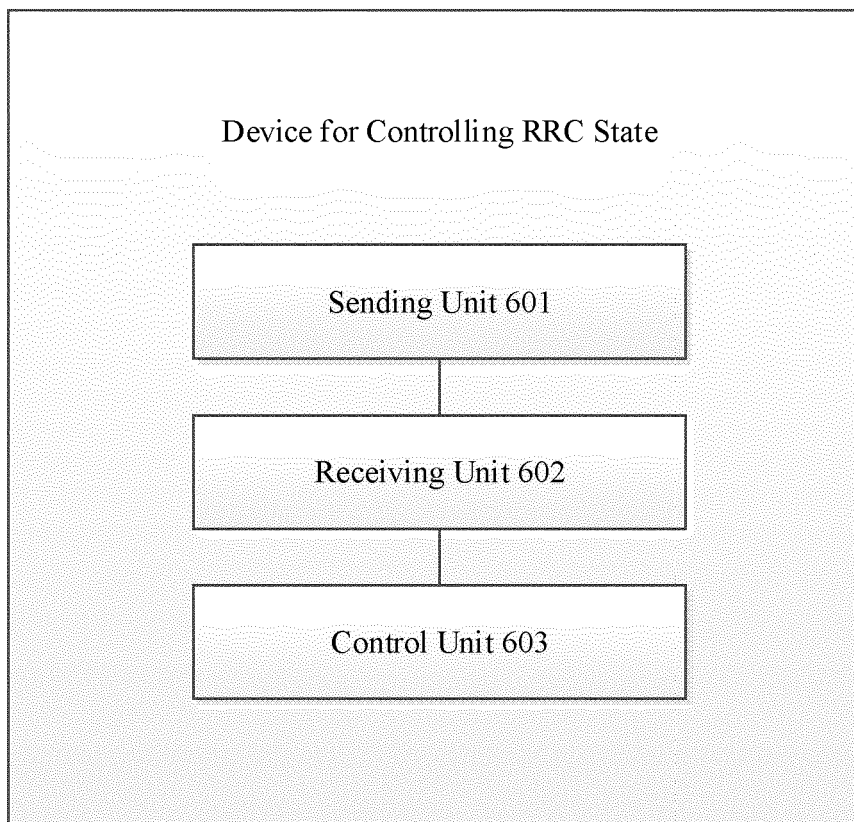 Device for Controlling RRC State
Sending Unit 601
Receiving Unit 602
Control Unit 603